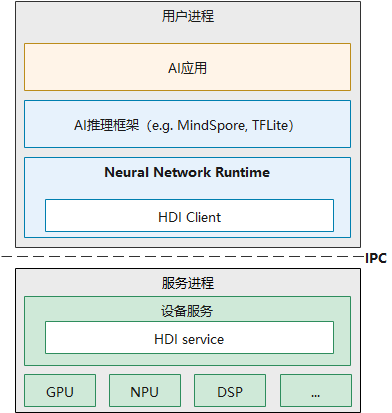 用户进程
AI应用
AI推理框架（e.g. MindSpore, TFLite）
Neural Network Runtime
HDI Client
IPC
服务进程
设备服务
HDI service
GPU NPU DSP ...